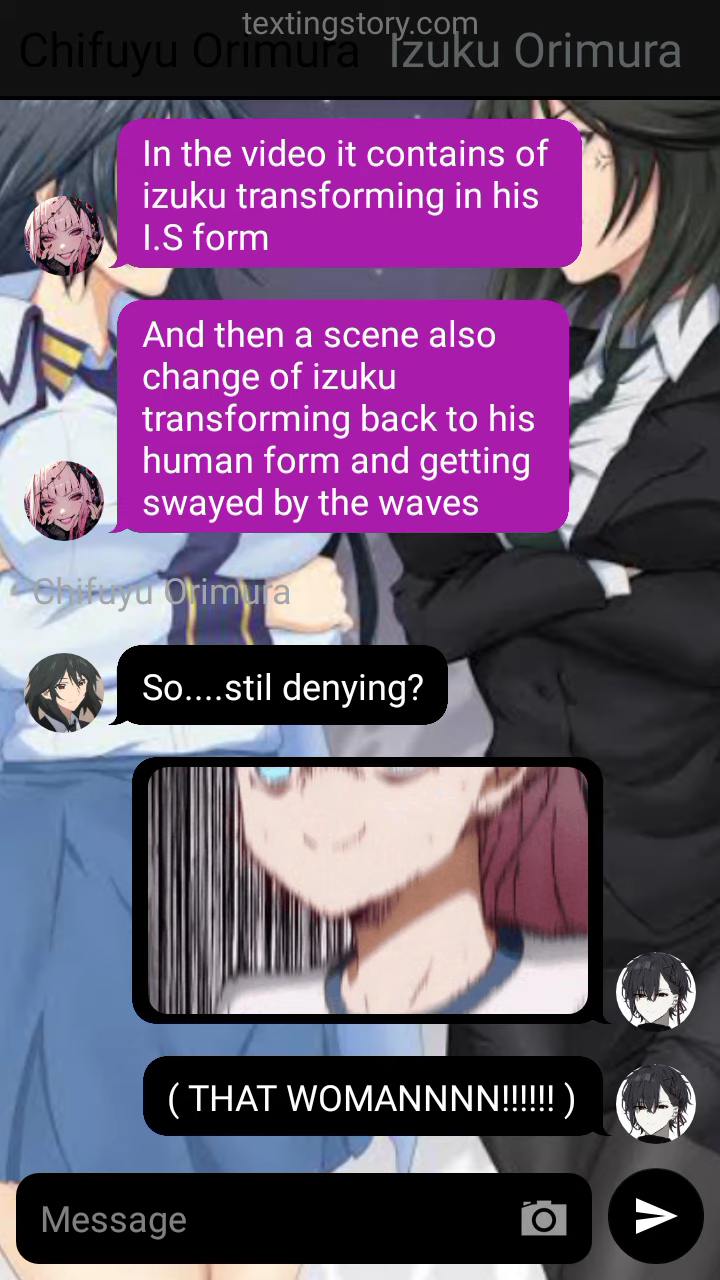 textingstory.com
Chifuyu Orimura Izuku Orimura
In the video it contains of
izuku transforming in his
I.S form
And then a scene also
change of izuku
transforming back to his
human form and getting
swayed by the waves
Chifuyu Orimura
So....stil denying?
( THAT WOMANNNN!!!!!! )
Message